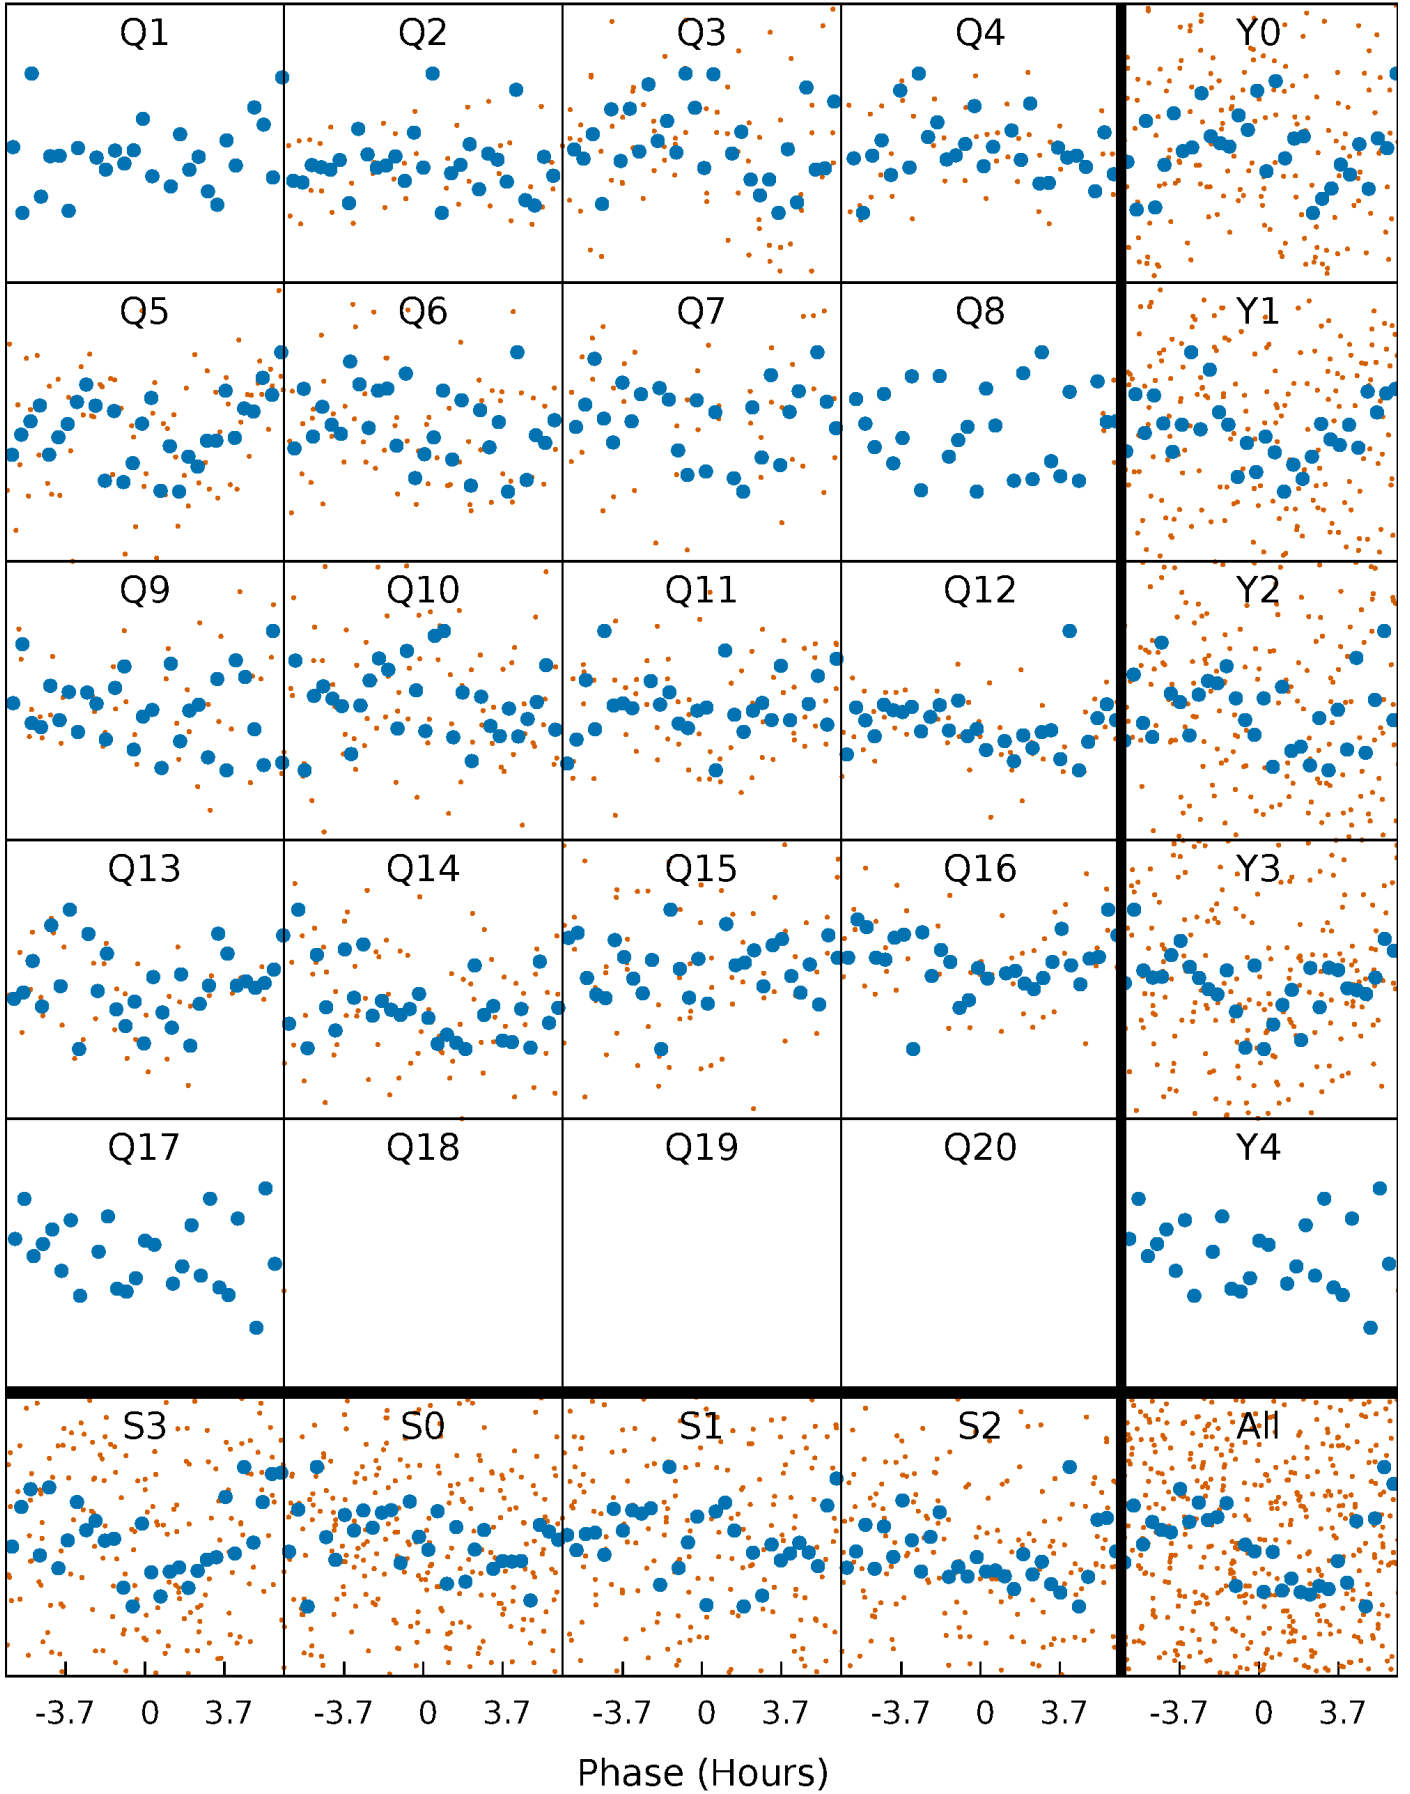 Q1 Q2 Q3 Q4 Y0
Q5 Q6 Q7 Q8 Y1
Q9 Q10 Q11 Q12 Y2
Q13 Q14 Q15 Q16 Y3
Q17 Q18 Q19 Q20 Y4
S3 S0 S1 S2 All
-3.7 0 3.7 -3.7 0 3.7 -3.7 0 3.7 -3.7 0 3.7 -3.7 0 3.7
Phase (Hours)